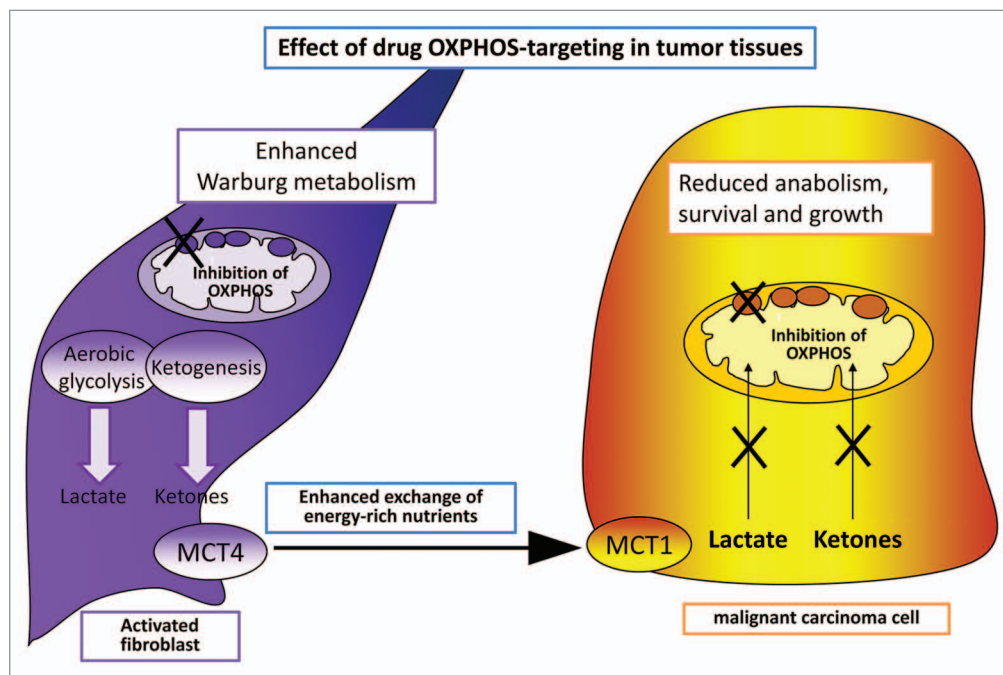 Effect of drug OXPHOS-targeting in tumor tissues
Enhanced
Warburg metabolism
Inhibition of
OXPHOS
Aerobic
glycolysis
Ketogenesis
Lactate
Ketones
MCT4
Activated
fibroblast
Enhanced exchange of
energy-rich nutrients
Reduced anabolism,
survival and growth
Inhibition of
OXPHOS
MCT1
Lactate
Ketones
malignant carcinoma cell